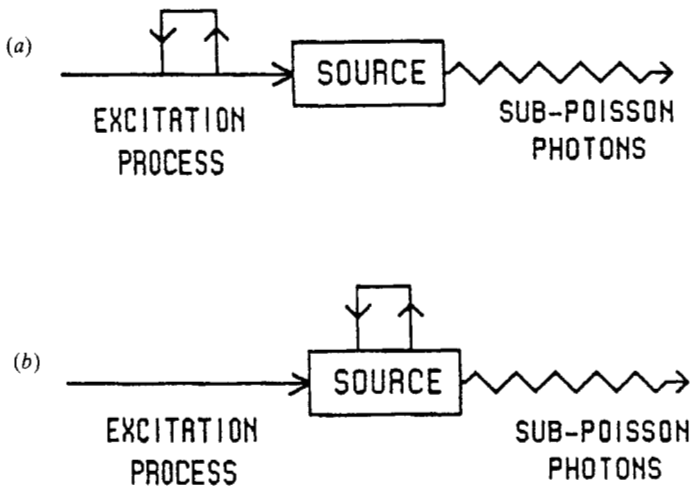 (a)
SOURCE
EXCITATION
PROCESS
SUB-POISSON
PHOTONS
(b)
SOURCE
EXCITATION
PROCESS
SUB-POISSON
PHOTONS